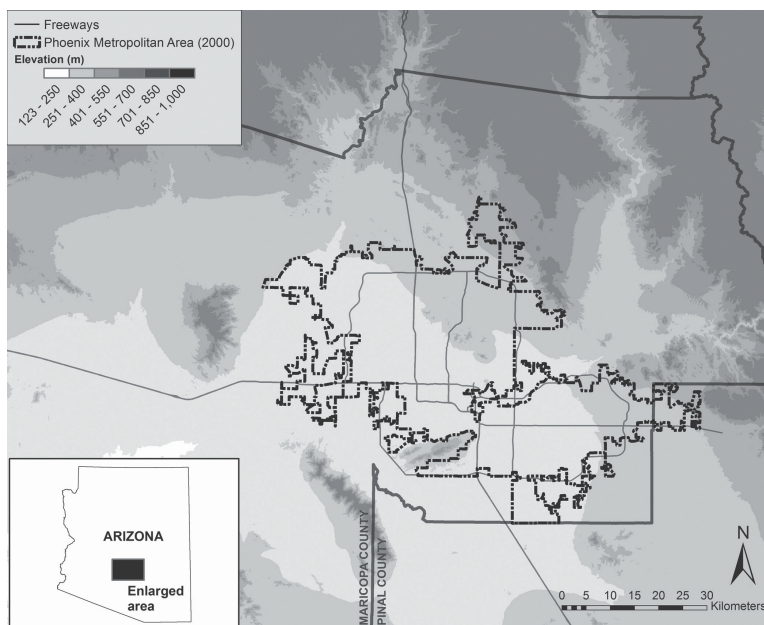 Freeways
Phoenix Metropolitan Area (2000)
Elevation (m)
123 - 250
251 - 400
401 - 550
551 - 700
701 - 850
851 - 1,000
ARIZONA
Enlarged
area
MARICOPA COUNTY
PINAL COUNTY
N
0 5 10 15 20 25 30
Kilometers